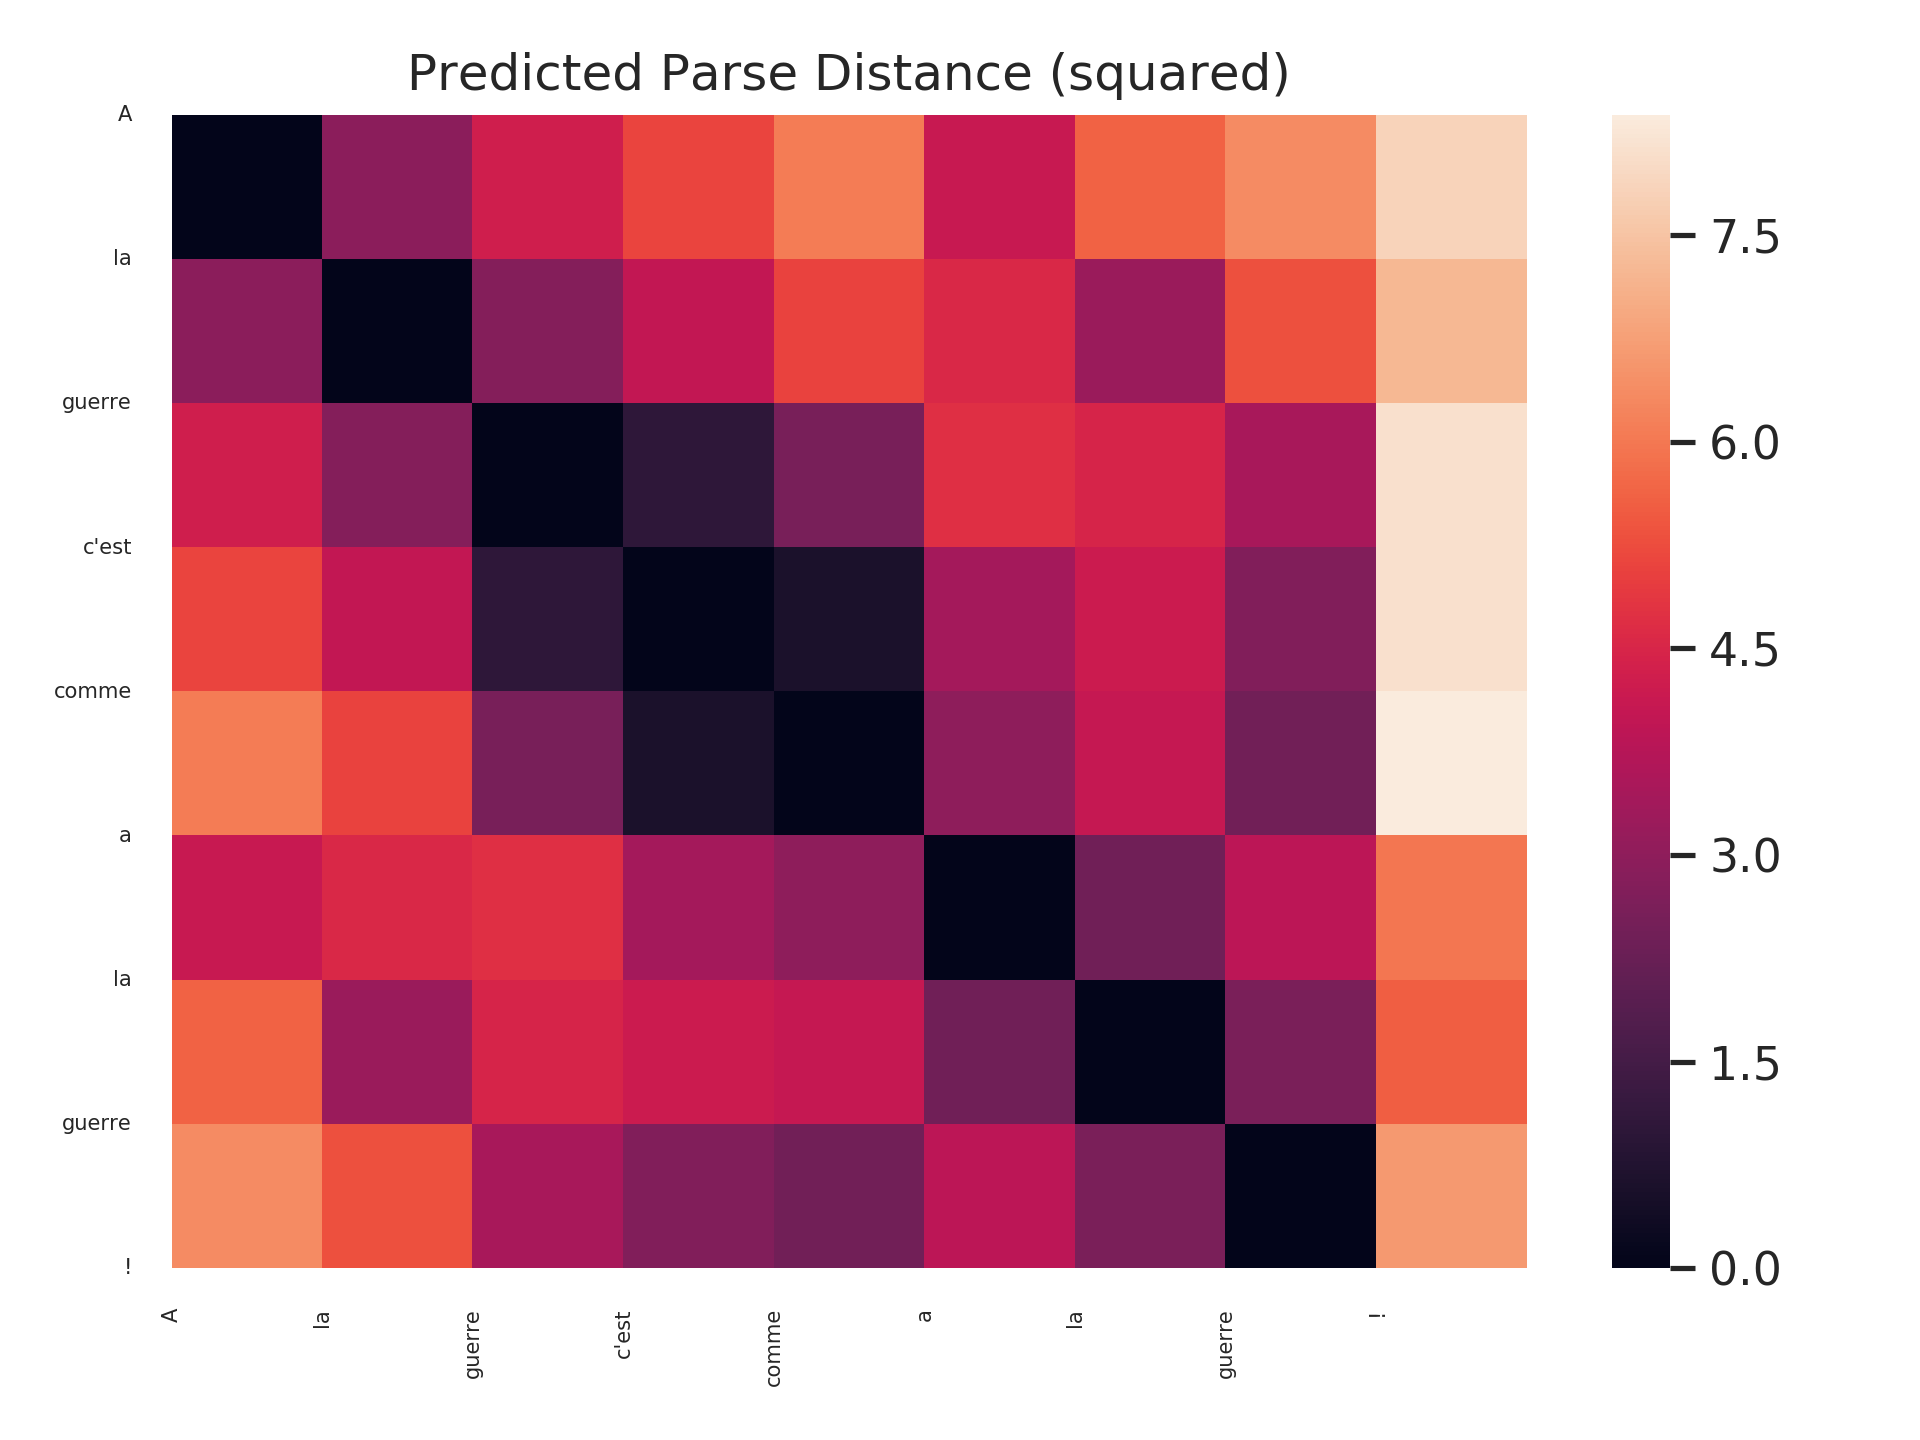 Predicted Parse Distance (squared)
A
la
guerre
c'est
comme
a
la
guerre
!
A
la
guerre
c'est
comme
a
la
guerre
!
7.5
6.0
4.5
3.0
1.5
0.0